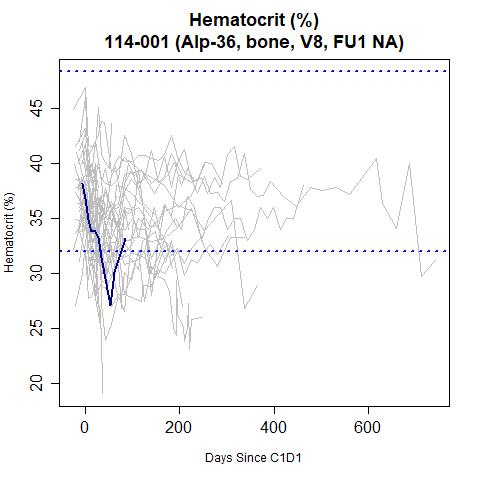 Hematocrit (%)
114-001 (Alp-36, bone, V8, FU1 NA)
Hematocrit (%)
45
40
35
30
25
20
0 200 400 600
Days Since C1D1